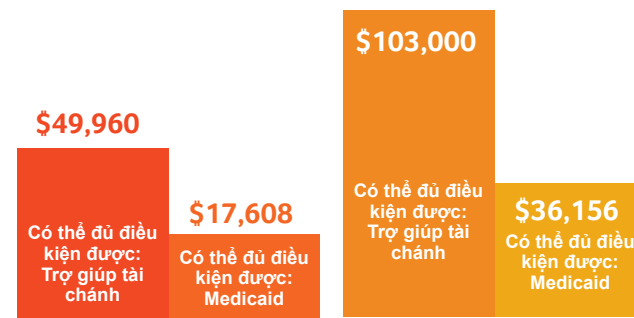 $49,960
Có thể đủ điều
kiện được:
Trợ giúp tài
chánh
$17,608
Có thể đủ điều
kiện được:
Medicaid
$103,000
Có thể đủ điều
kiện được:
Trợ giúp tài
chánh
$36,156
Có thể đủ điều
kiện được:
Medicaid